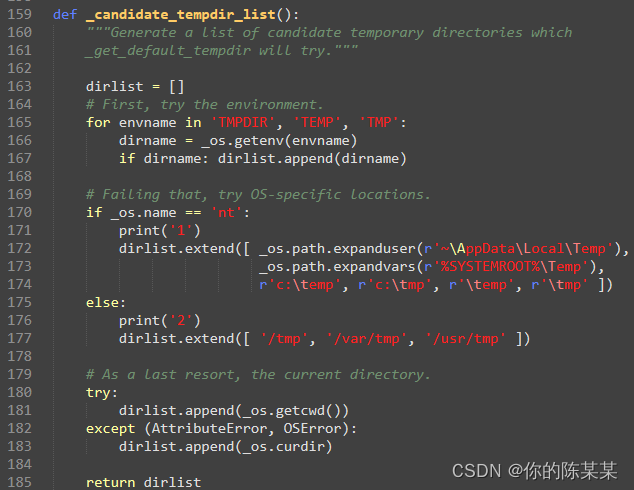 159 def _candidate_tempdir_list():
160     """Generate a list of candidate temporary directories which
161     _get_default_tempdir will try."""
162
163     dirlist = []
164     # First, try the environment.
165     for envname in 'TMPDIR', 'TEMP', 'TMP':
166         dirname = _os.getenv(envname)
167         if dirname: dirlist.append(dirname)
168
169     # Failing that, try OS-specific locations.
170     if _os.name == 'nt':
171         print('1')
172         dirlist.extend([ _os.path.expanduser(r'~\AppData\Local\Temp'),
173                          _os.path.expandvars(r'%SYSTEMROOT%\Temp'),
174                          r'c:\temp', r'c:\tmp', r'\temp', r'\tmp' ])
175     else:
176         print('2')
177         dirlist.extend([ '/tmp', '/var/tmp', '/usr/tmp' ])
178
179     # As a last resort, the current directory.
180     try:
181         dirlist.append(_os.getcwd())
182     except (AttributeError, OSError):
183         dirlist.append(_os.curdir)
184
185     return dirlist
CSDN @你的陈某某